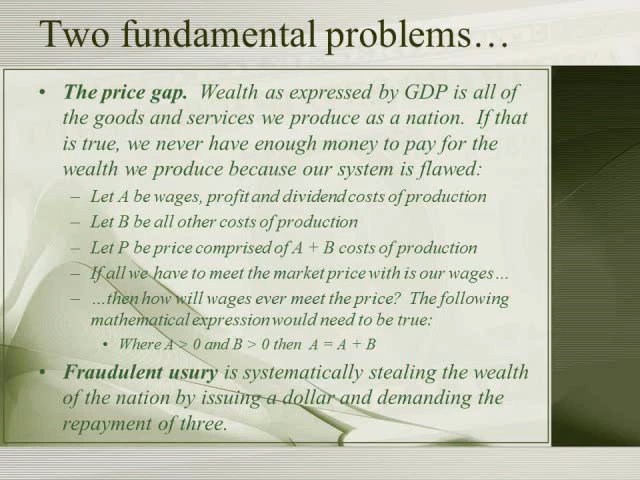 Two fundamental problems…
• The price gap. Wealth as expressed by GDP is all of
the goods and services we produce as a nation. If that
is true, we never have enough money to pay for the
wealth we produce because our system is flawed:
– Let A be wages, profit and dividend costs of production
– Let B be all other costs of production
– Let P be price comprised of A + B costs of production
– If all we have to meet the market price with is our wages…
– …then how will wages ever meet the price? The following
mathematical expression would need to be true:
• Where A > 0 and B > 0 then A = A + B
• Fraudulent usury is systematically stealing the wealth
of the nation by issuing a dollar and demanding the
repayment of three.